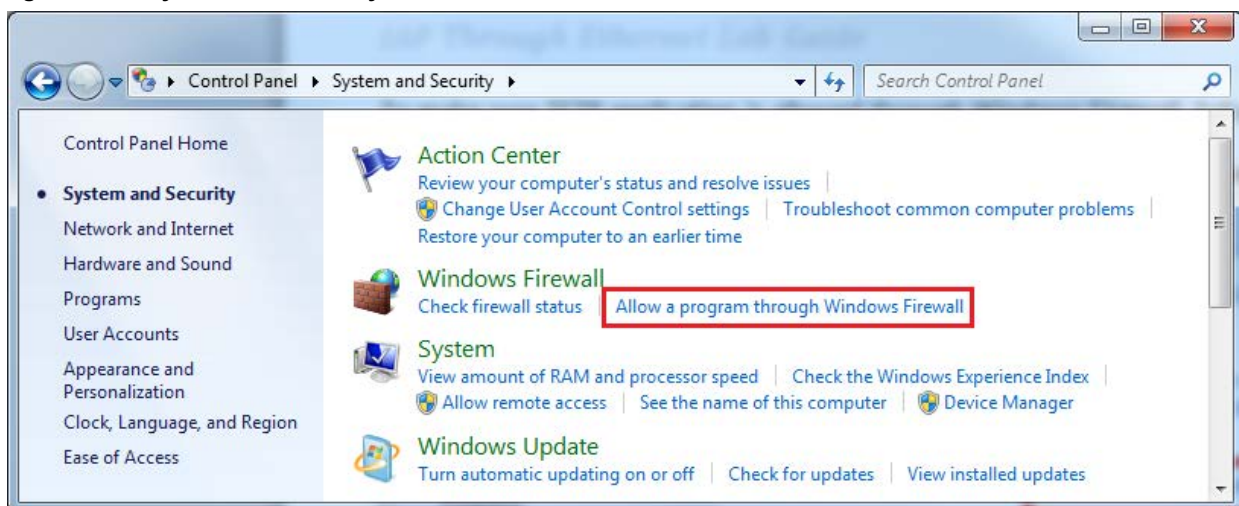 Control Panel ▸ System and Security ▸
Search Control Panel
Control Panel Home
System and Security
Network and Internet
Hardware and Sound
Programs
User Accounts
Appearance and
Personalization
Clock, Language, and Region
Ease of Access
Action Center
Review your computer's status and resolve issues
Change User Account Control settings | Troubleshoot common computer problems
Restore your computer to an earlier time
Windows Firewall
Check firewall status | Allow a program through Windows Firewall
System
View amount of RAM and processor speed | Check the Windows Experience Index
Allow remote access | See the name of this computer | Device Manager
Windows Update
Turn automatic updating on or off | Check for updates | View installed updates